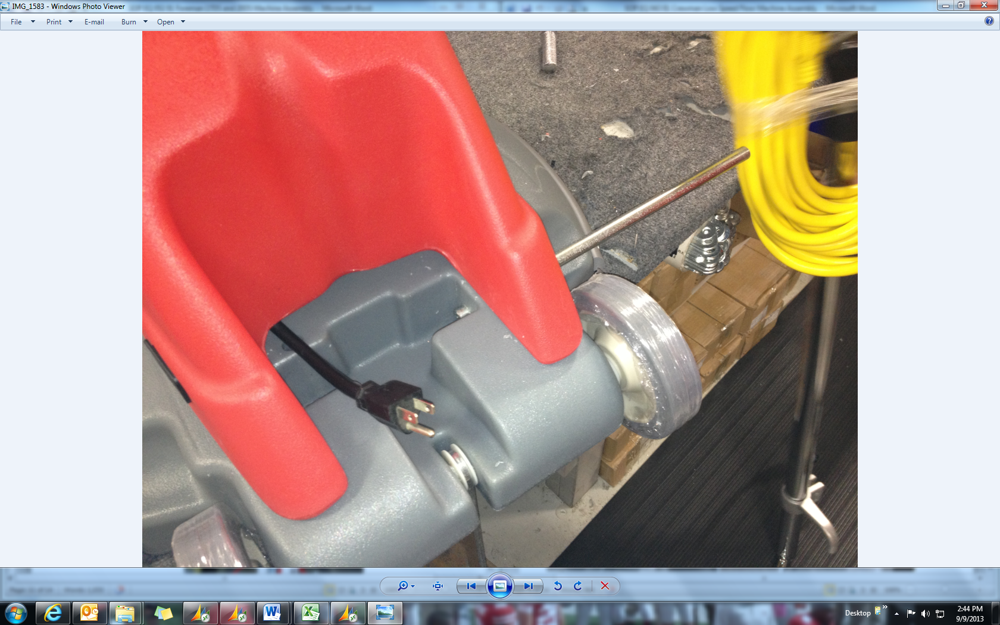 IMG_1583 - Windows Photo Viewer
File Print E-mail Burn Open
Desktop
2:44 PM
9/9/2013